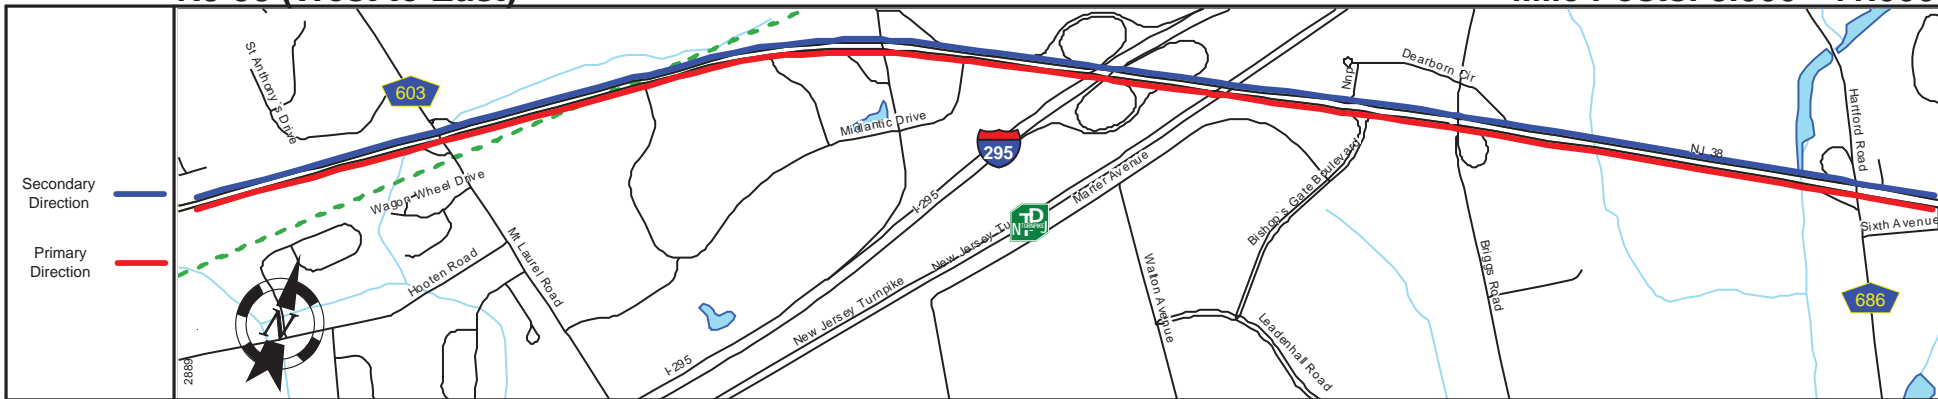 Secondary
Direction
Primary
Direction
St Anthony's Drive
603
Wagon Wheel Drive
Hooten Road
Mt Laurel Road
N
2889
Midlantic Drive
295
I-295
I-295
New Jersey Turnpike
New Jersey Tu
TURNPIKE
Marter Avenue
Walton Avenue
Bishop's Gate Boulevard
Leadenhall Road
Dearborn Cir
Briggs Road
NJ 38
Hartford Road
Sixth Avenue
686